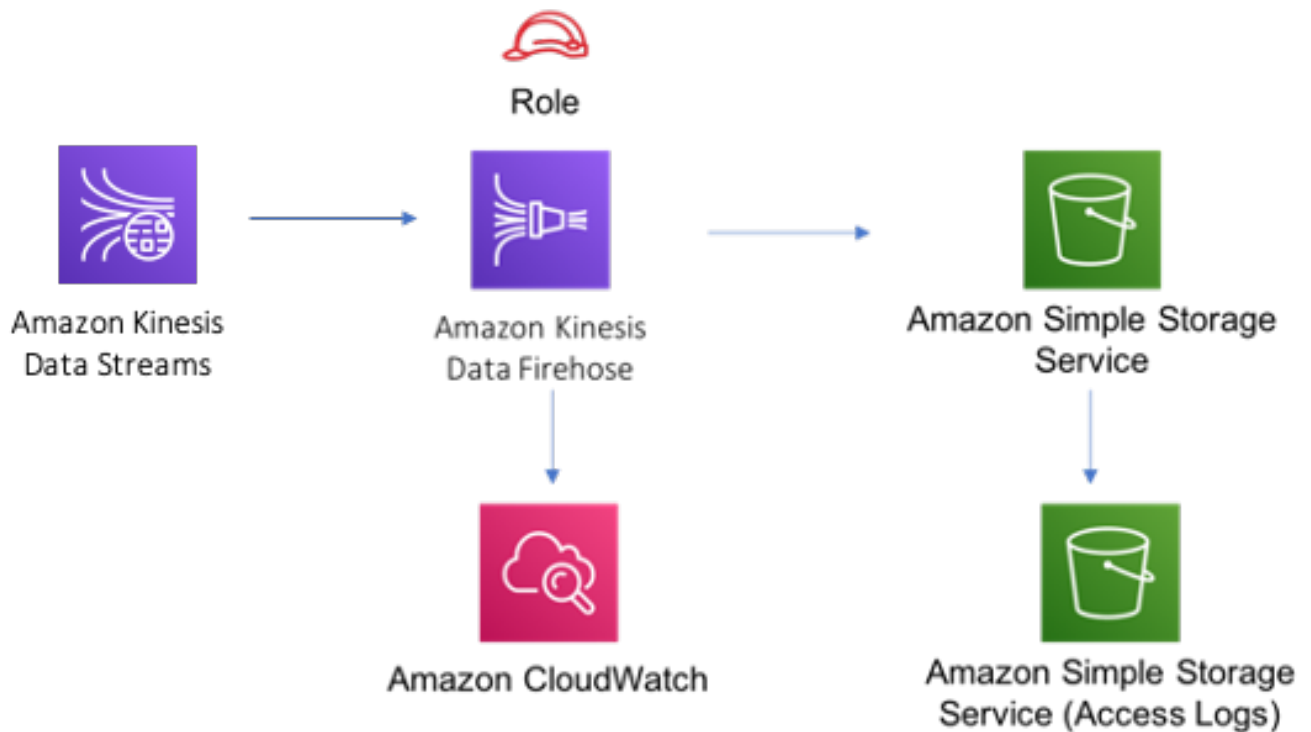 Role
Amazon Kinesis
Data Streams
Amazon Kinesis
Data Firehose
Amazon Simple Storage
Service
Amazon CloudWatch
Amazon Simple Storage
Service (Access Logs)